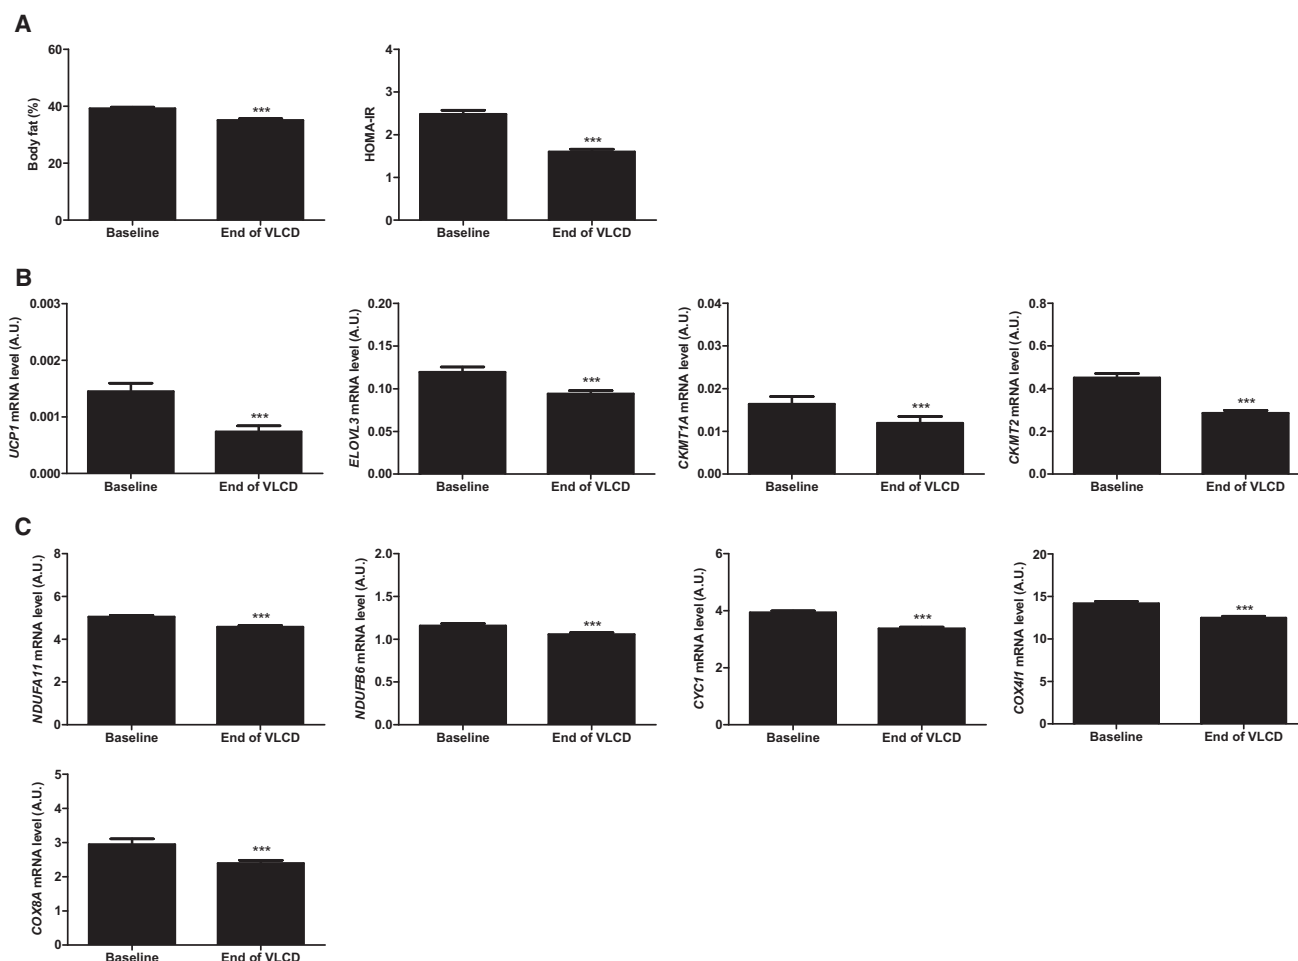 A
Body fat (%)
60
40
20
0
***
Baseline
End of VLCD
HOMA-IR
4
3
2
1
0
***
Baseline
End of VLCD
B
UCP1 mRNA level (A.U.)
0.003
0.002
0.001
0.000
***
Baseline
End of VLCD
ELOVL3 mRNA level (A.U.)
0.20
0.15
0.10
0.05
0.00
***
Baseline
End of VLCD
CKMT1A mRNA level (A.U.)
0.04
0.03
0.02
0.01
0.00
***
Baseline
End of VLCD
CKMT2 mRNA level (A.U.)
0.8
0.6
0.4
0.2
0.0
***
Baseline
End of VLCD
C
NDUFA11 mRNA level (A.U.)
8
6
4
2
0
***
Baseline
End of VLCD
NDUFB6 mRNA level (A.U.)
2.0
1.5
1.0
0.5
0.0
***
Baseline
End of VLCD
CYC1 mRNA level (A.U.)
6
4
2
0
***
Baseline
End of VLCD
COX4I1 mRNA level (A.U.)
20
15
10
5
0
***
Baseline
End of VLCD
COX8A mRNA level (A.U.)
5
4
3
2
1
0
***
Baseline
End of VLCD